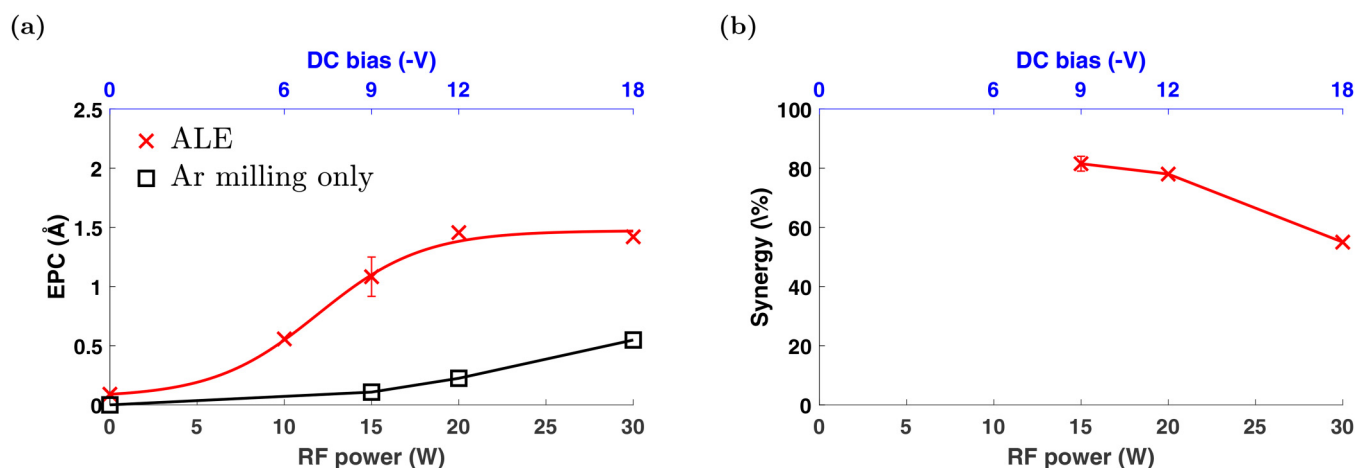 (a)
DC bias (-V)
0 6 9 12 18
2.5
2
1.5
1
0.5
0
EPC (Å)
ALE
Ar milling only
0 5 10 15 20 25 30
RF power (W)
(b)
DC bias (-V)
0 6 9 12 18
100
80
60
40
20
0
Synergy (\%)
0 5 10 15 20 25 30
RF power (W)